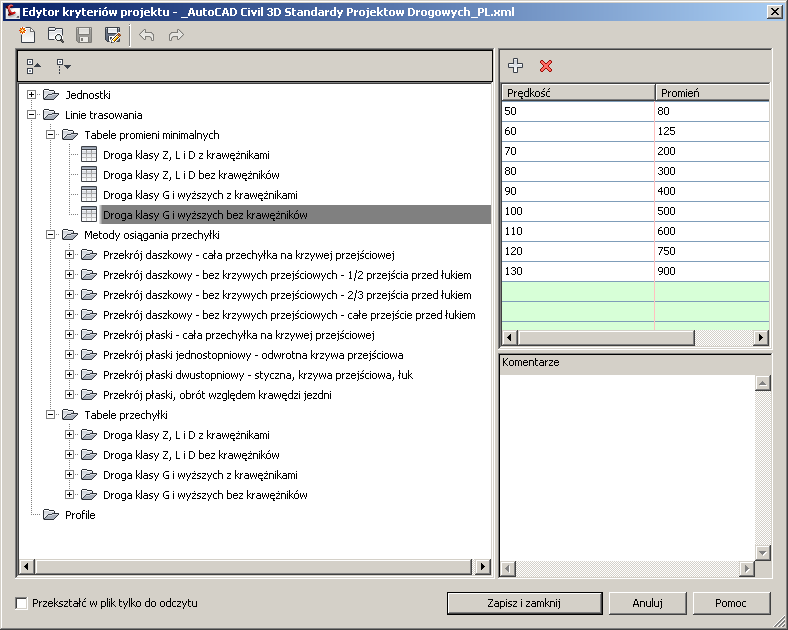 Edytor kryteriów projektu - _AutoCAD Civil 3D Standardy Projektow Drogowych_PL.xml
Jednostki
Linie trasowania
Tabele promieni minimalnych
Droga klasy Z, L i D z krawężnikami
Droga klasy Z, L i D bez krawężników
Droga klasy G i wyższych z krawężnikami
Droga klasy G i wyższych bez krawężników
Metody osiągania przechyłki
Przekrój daszkowy - cała przechyłka na krzywej przejściowej
Przekrój daszkowy - bez krzywych przejściowych - 1/2 przejścia przed łukiem
Przekrój daszkowy - bez krzywych przejściowych - 2/3 przejścia przed łukiem
Przekrój daszkowy - bez krzywych przejściowych - całe przejście przed łukiem
Przekrój płaski - cała przechyłka na krzywej przejściowej
Przekrój płaski jednostopniowy - odwrotna krzywa przejściowa
Przekrój płaski dwustopniowy - styczna, krzywa przejściowa, łuk
Przekrój płaski, obrót względem krawędzi jezdni
Tabele przechyłki
Droga klasy Z, L i D z krawężnikami
Droga klasy Z, L i D bez krawężników
Droga klasy G i wyższych z krawężnikami
Droga klasy G i wyższych bez krawężników
Profile
Prędkość Promień
50 80
60 125
70 200
80 300
90 400
100 500
110 600
120 750
130 900
Komentarze
Przekształć w plik tylko do odczytu
Zapisz i zamknij
Anuluj
Pomoc